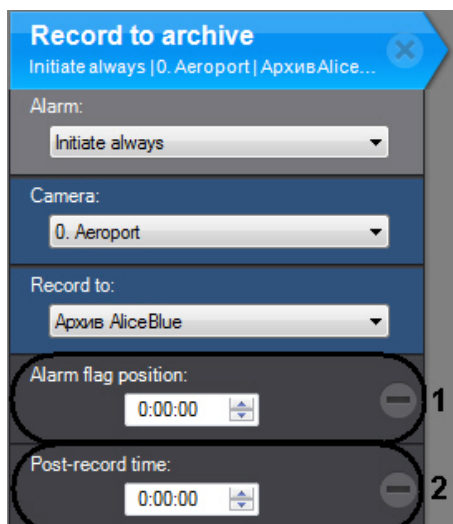 Record to archive
Initiate always |0. Aeroport | Архив Alice...
Alarm:
Initiate always
Camera:
0. Aeroport
Record to:
Архив AliceBlue
Alarm flag position:
0:00:00
1
Post-record time:
0:00:00
2